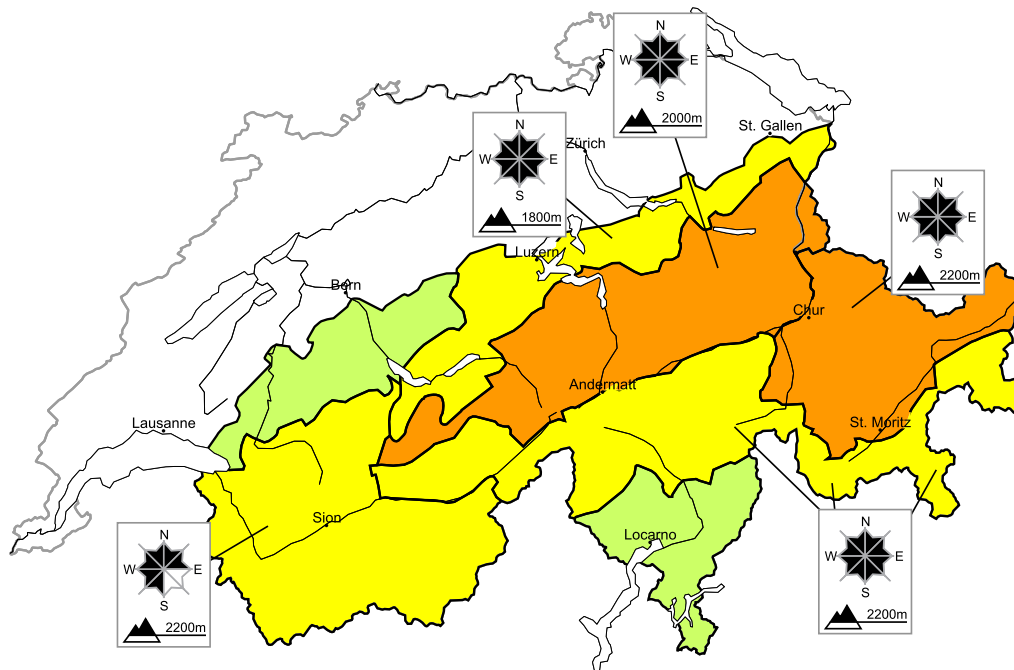 N
W E
S
2000m
N
W E
S
1800m
St. Gallen
Zürich
N
W E
S
2200m
Luzern
Bern
Chur
Andermatt
Lausanne
St. Moritz
Sion
Locarno
N
W E
S
2200m
N
W E
S
2200m